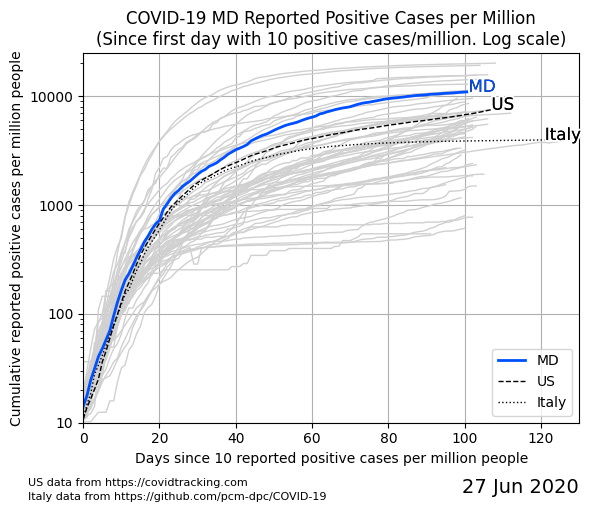 COVID-19 MD Reported Positive Cases per Million
(Since first day with 10 positive cases/million. Log scale)
Cumulative reported positive cases per million people
10000
1000
100
10
MD
US
Italy
MD
US
Italy
0 20 40 60 80 100 120
Days since 10 reported positive cases per million people
US data from https://covidtracking.com
Italy data from https://github.com/pcm-dpc/COVID-19
27 Jun 2020